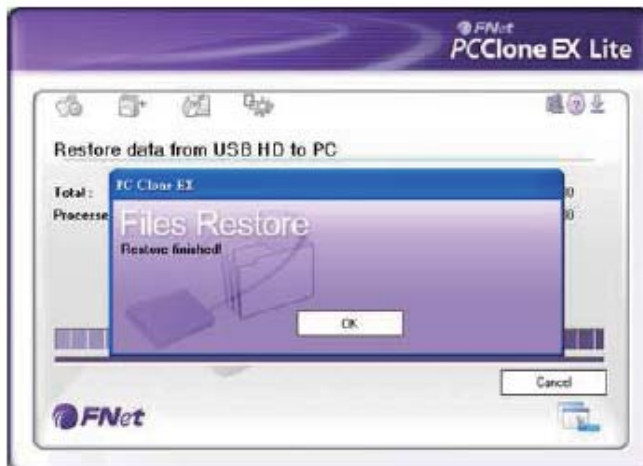 FNet
PCClone EX Lite
Restore data from USB HD to PC
Total :
PC Clone EX
Files Restore
Restore finished!
OK
Cancel
FNet